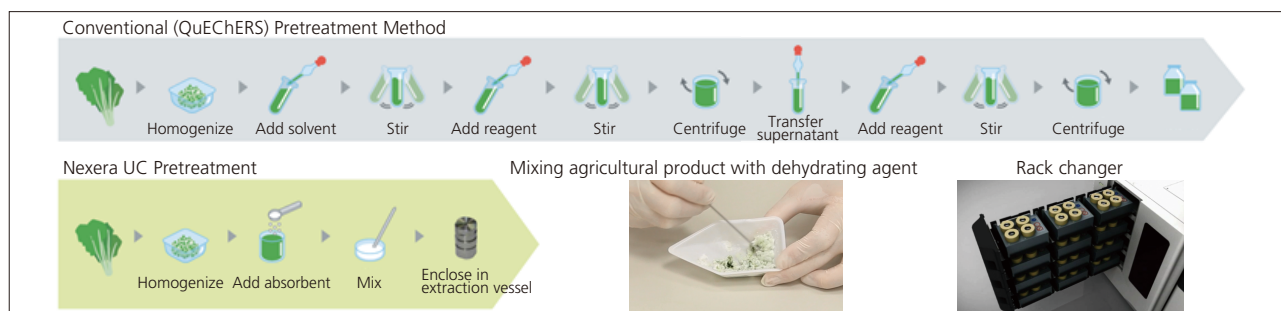 Conventional (QuEChERS) Pretreatment Method
Homogenize
Add solvent
Stir
Add reagent
Stir
Centrifuge
Transfer
supernatant
Add reagent
Stir
Centrifuge
Nexera UC Pretreatment
Homogenize
Add absorbent
Mix
Enclose in
extraction vessel
Mixing agricultural product with dehydrating agent
Rack changer